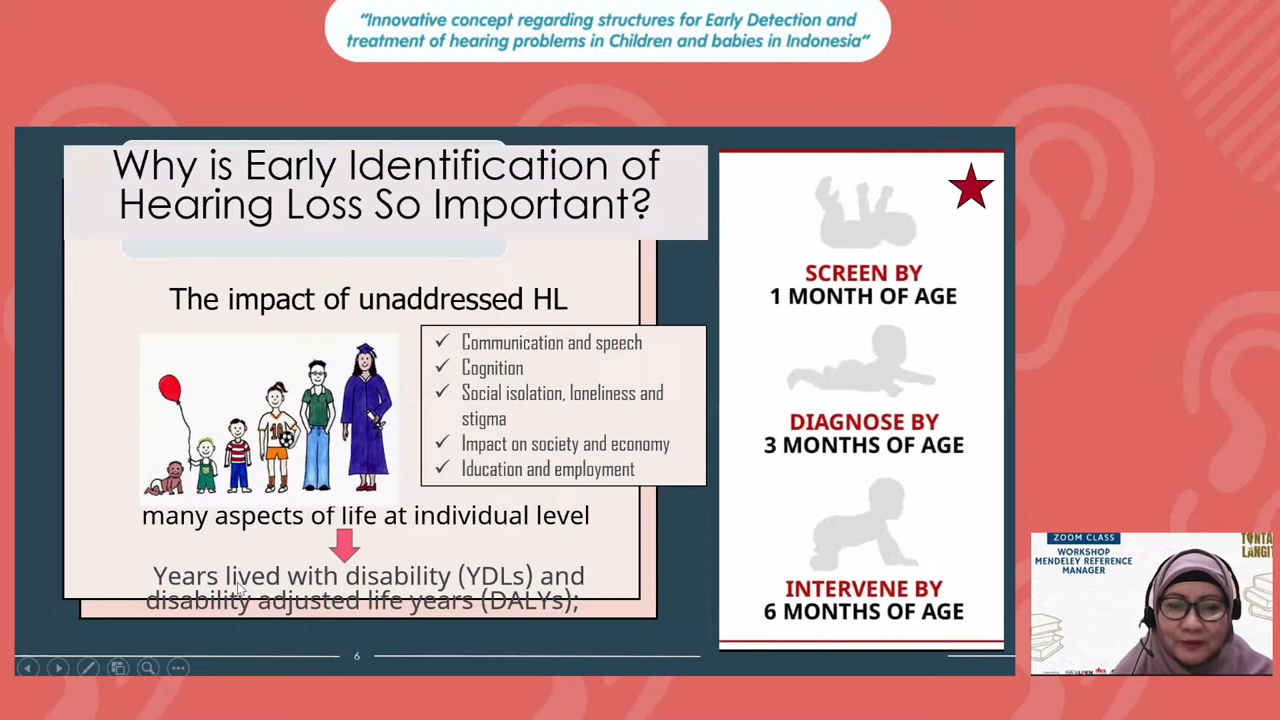 “Innovative concept regarding structures for Early Detection and
treatment of hearing problems in Children and babies in Indonesia”
Why is Early Identification of
Hearing Loss So Important?
The impact of unaddressed HL
10
✓ Communication and speech
✓ Cognition
✓ Social isolation, loneliness and
stigma
✓ Impact on society and economy
✓ Iducation and employment
many aspects of life at individual level
Years lived with disability (YDLs) and
disability adjusted life years (DALYs);
6
SCREEN BY
1 MONTH OF AGE
DIAGNOSE BY
3 MONTHS OF AGE
INTERVENE BY
6 MONTHS OF AGE
ZOOM CLASS
WORKSHOP
MENDELEY REFERENCE
MANAGER